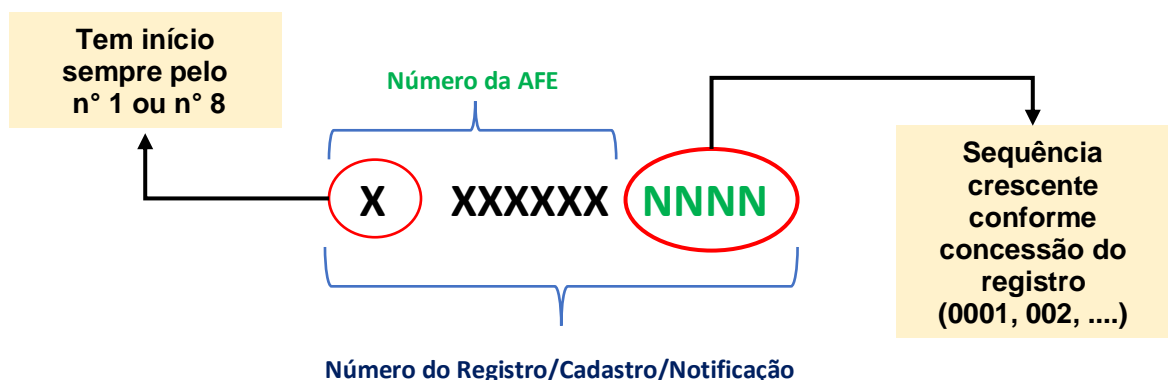 Tem início
sempre pelo
n° 1 ou n° 8
Número da AFE
X XXXXXX NNNN
Sequência
crescente
conforme
concessão do
registro
(0001, 002, ....)
Número do Registro/Cadastro/Notificação